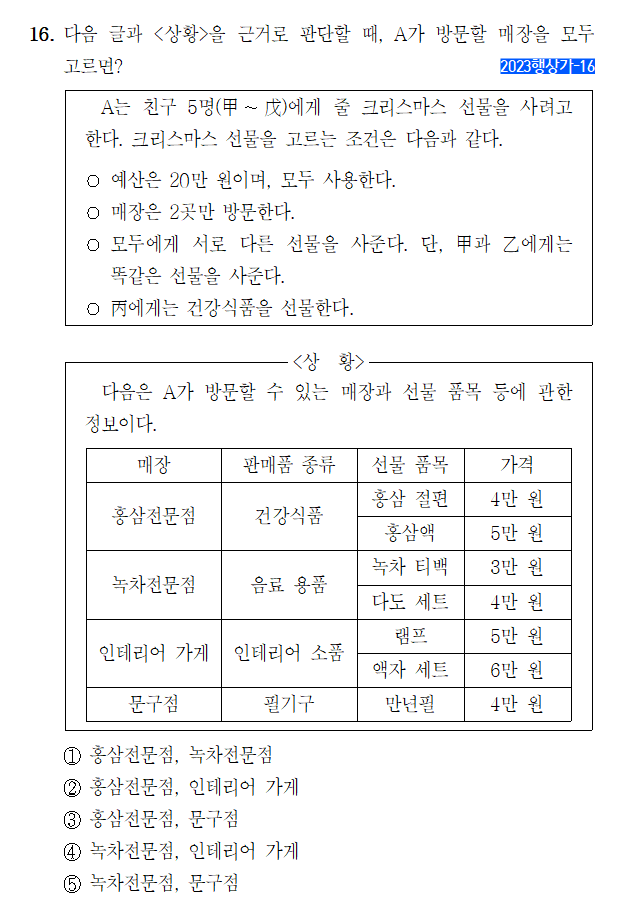 16. 다음 글과 <상황>을 근거로 판단할 때, A가 방문할 매장을 모두
고르면?
2023행상가-16
A는 친구 5명(甲 ~ 戊)에게 줄 크리스마스 선물을 사려고
한다. 크리스마스 선물을 고르는 조건은 다음과 같다.
○ 예산은 20만 원이며, 모두 사용한다.
○ 매장은 2곳만 방문한다.
○ 모두에게 서로 다른 선물을 사준다. 단, 甲과 乙에게는
똑같은 선물을 사준다.
○ 丙에게는 건강식품을 선물한다.
<상 황>
다음은 A가 방문할 수 있는 매장과 선물 품목 등에 관한
정보이다.
매장 판매품 종류 선물 품목 가격
홍삼전문점 건강식품 홍삼 절편 4만 원
홍삼액 5만 원
녹차전문점 음료 용품 녹차 티백 3만 원
다도 세트 4만 원
인테리어 가게 인테리어 소품 램프 5만 원
액자 세트 6만 원
문구점 필기구 만년필 4만 원
① 홍삼전문점, 녹차전문점
② 홍삼전문점, 인테리어 가게
③ 홍삼전문점, 문구점
④ 녹차전문점, 인테리어 가게
⑤ 녹차전문점, 문구점